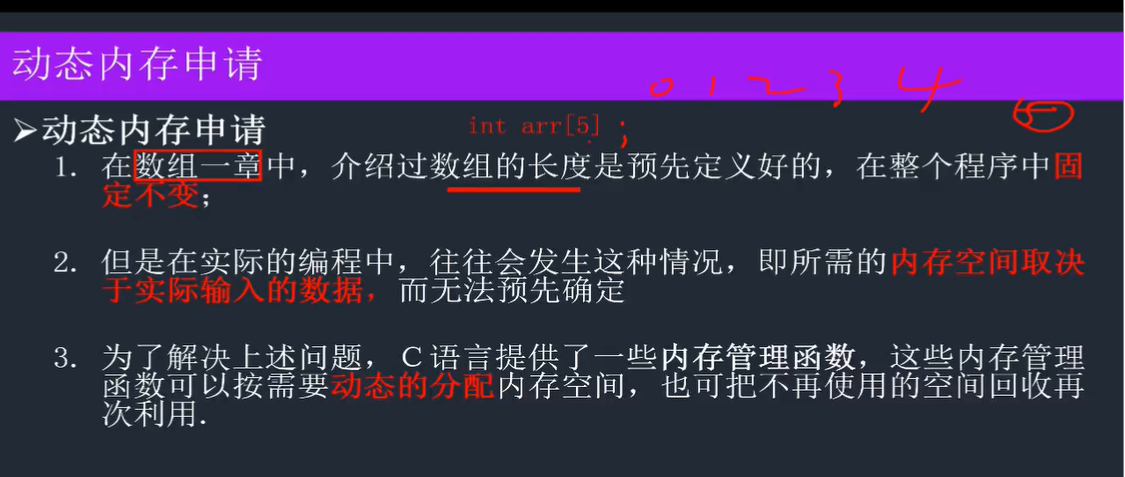 动态内存申请
0 1 2 3 4
➢动态内存申请
int arr[5] ;
1. 在数组一章中，介绍过数组的长度是预先定义好的，在整个程序中固
定不变；
2. 但是在实际的编程中，往往会发生这种情况，即所需的内存空间取决
于实际输入的数据，而无法预先确定
3. 为了解决上述问题，C语言提供了一些内存管理函数，这些内存管理
函数可以按需要动态的分配内存空间，也可把不再使用的空间回收再
次利用.